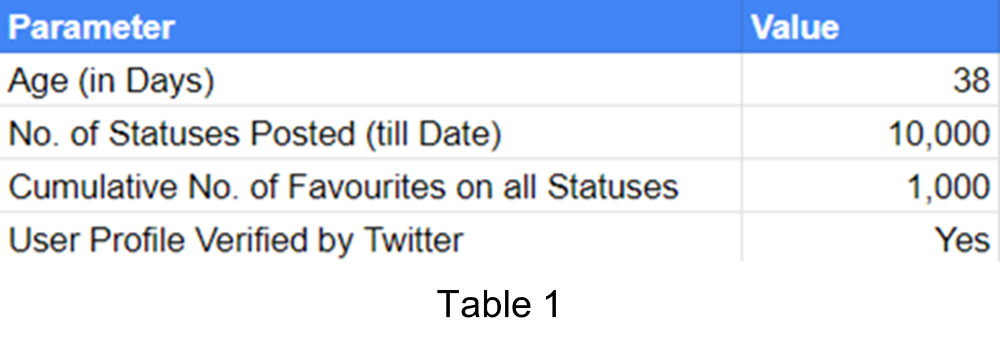 Parameter Value
Age (in Days) 38
No. of Statuses Posted (till Date) 10,000
Cumulative No. of Favourites on all Statuses 1,000
User Profile Verified by Twitter Yes
Table 1